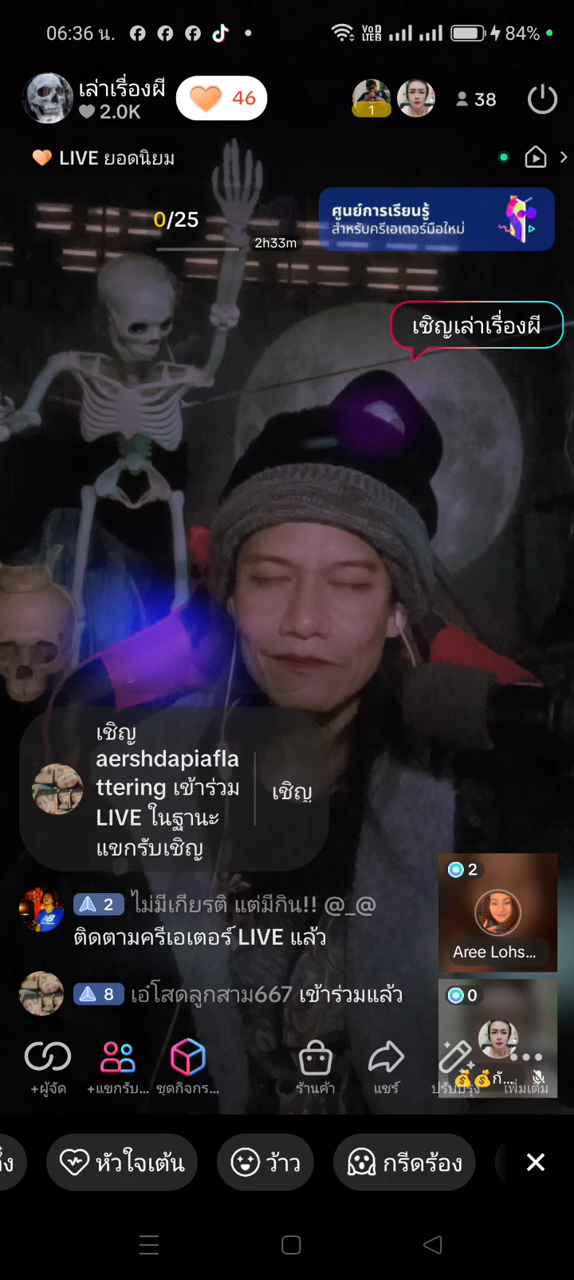 06:36 น.
VoD LTE2
84%
เล่าเรื่องผี
2.0K
46
1
38
LIVE ยอดนิยม
0/25
2h33m
ศูนย์การเรียนรู้
สำหรับครีเอเตอร์มือใหม่
เชิญเล่าเรื่องผี
เชิญ
aershdapiafla
ttering เข้าร่วม
LIVE ในฐานะ
แขกรับเชิญ
เชิญ
2 ไม่มีเกียรติ แต่มีกิน!! @_@
ติดตามครีเอเตอร์ LIVE แล้ว
8 เอ๋โสดลูกสาม667 เข้าร่วมแล้ว
2
Aree Lohs...
0
+ผู้จัด
+แขกรับ...
ชุดกิจกร...
ร้านค้า
แชร์
ปรับปรุง
เพิ่มเติม
หัวใจเต้น
ว้าว
กรีดร้อง